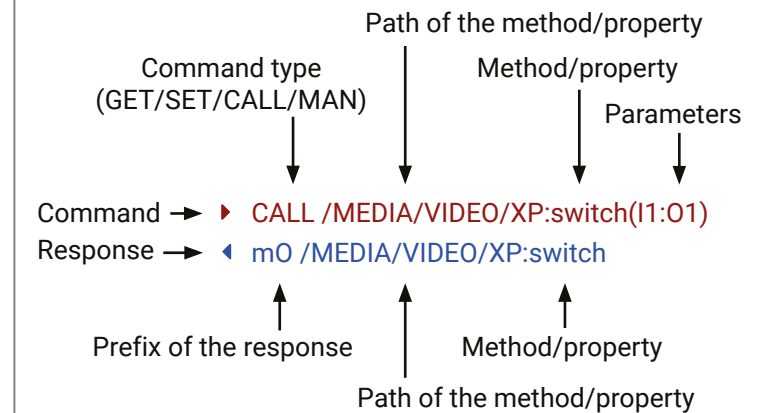 Path of the method/property
Command type
(GET/SET/CALL/MAN)
Method/property
Parameters
Command
CALL /MEDIA/VIDEO/XP:switch(I1:O1)
Response
mO /MEDIA/VIDEO/XP:switch
Prefix of the response
Method/property
Path of the method/property